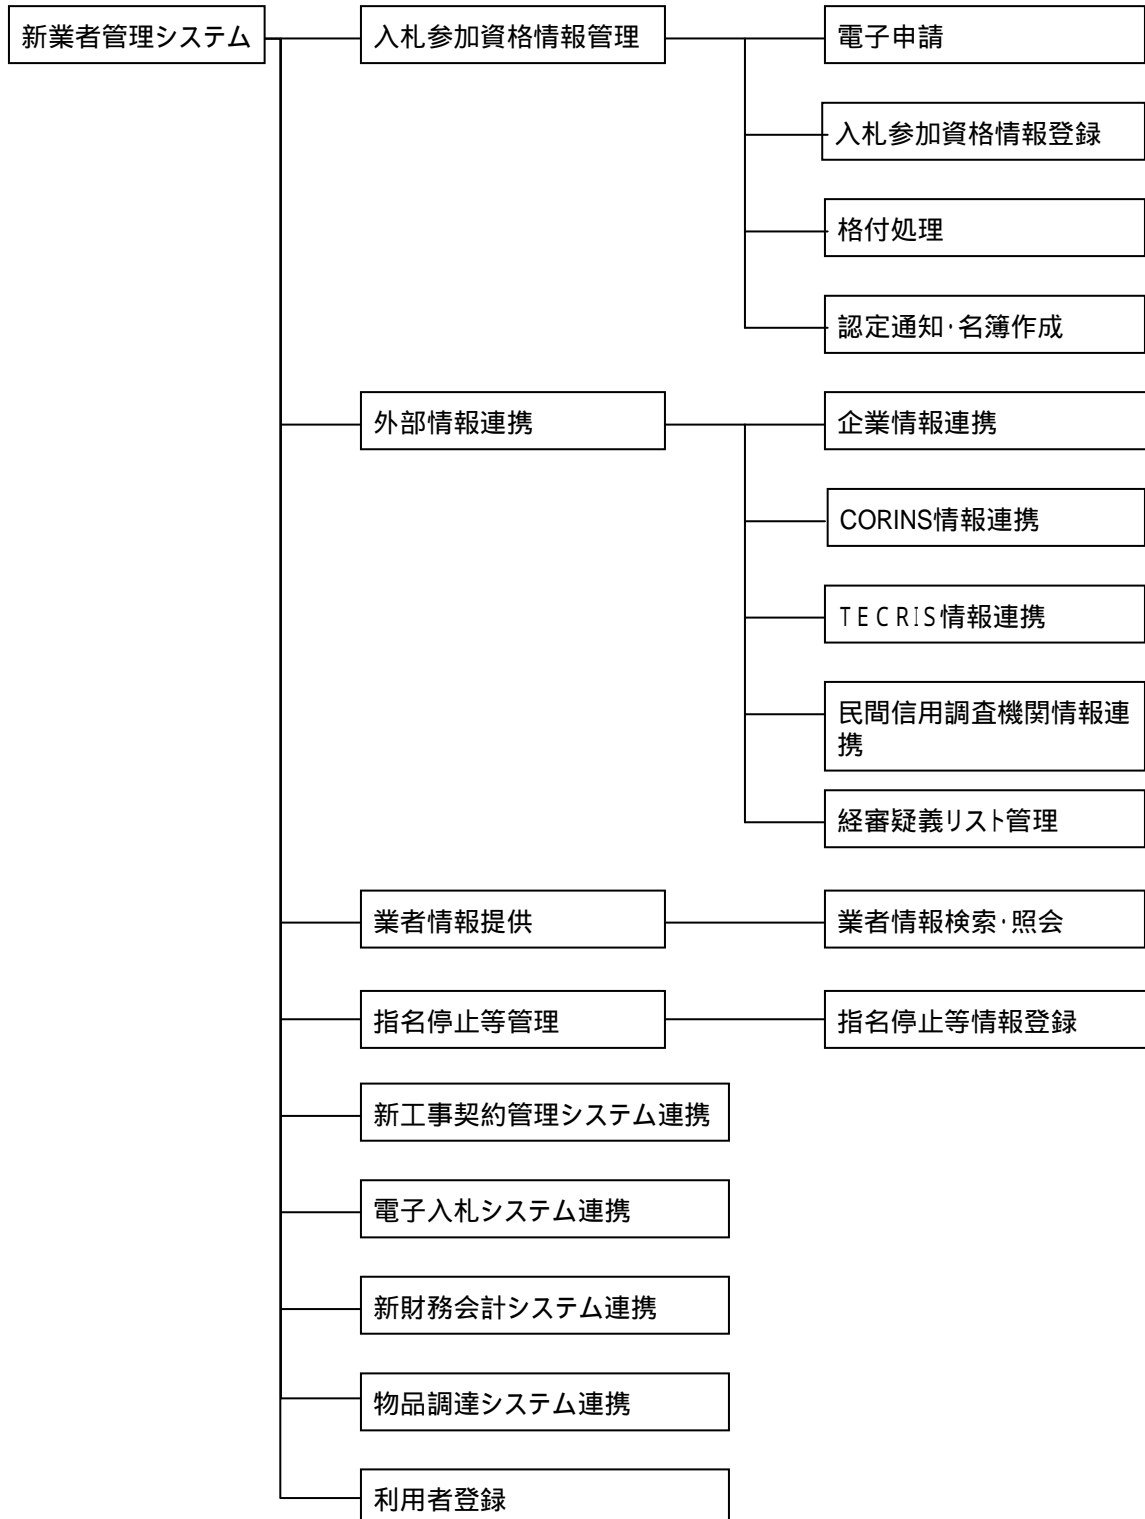 新業者管理システム
入札参加資格情報管理
電子申請
入札参加資格情報登録
格付処理
認定通知・名簿作成
外部情報連携
企業情報連携
CORINS情報連携
TECRIS情報連携
民間信用調査機関情報連
携
経審疑義リスト管理
業者情報提供
業者情報検索・照会
指名停止等管理
指名停止等情報登録
新工事契約管理システム連携
電子入札システム連携
新財務会計システム連携
物品調達システム連携
利用者登録